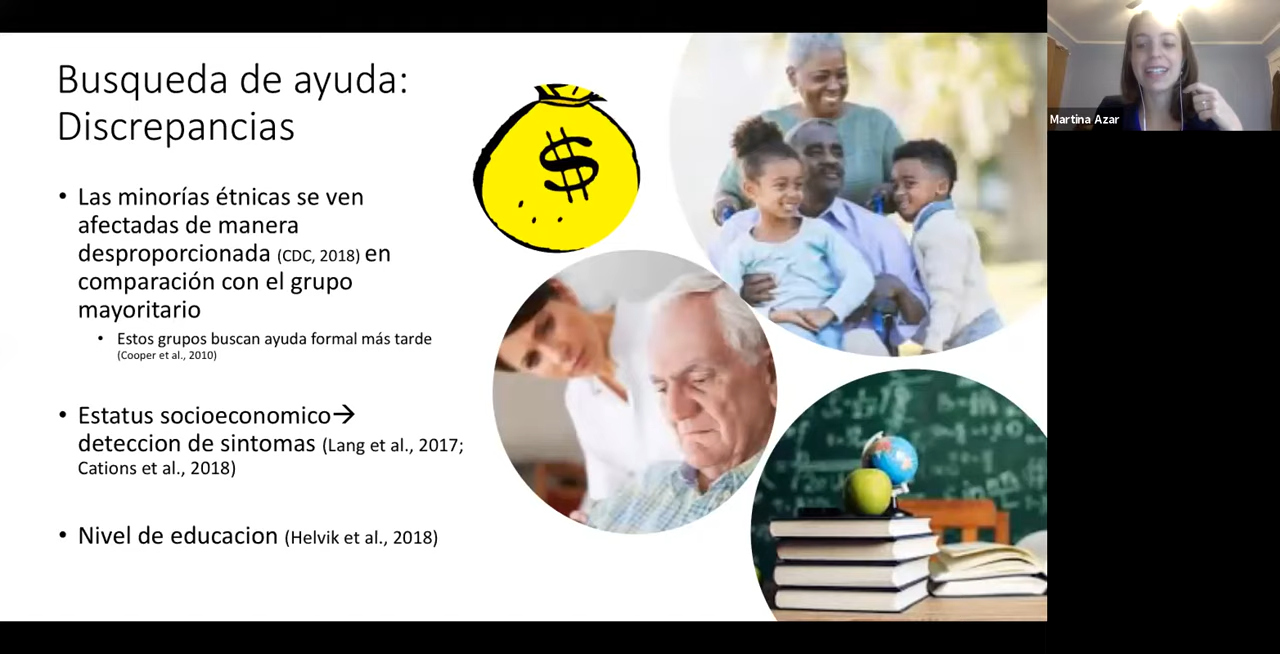 Busqueda de ayuda:
Discrepancias
• Las minorías étnicas se ven
afectadas de manera
desproporcionada (CDC, 2018) en
comparación con el grupo
mayoritario
• Estos grupos buscan ayuda formal más tarde
(Cooper et al., 2010)
• Estatus socioeconomico→
deteccion de sintomas (Lang et al., 2017;
Cations et al., 2018)
• Nivel de educacion (Helvik et al., 2018)
$
Martina Azar